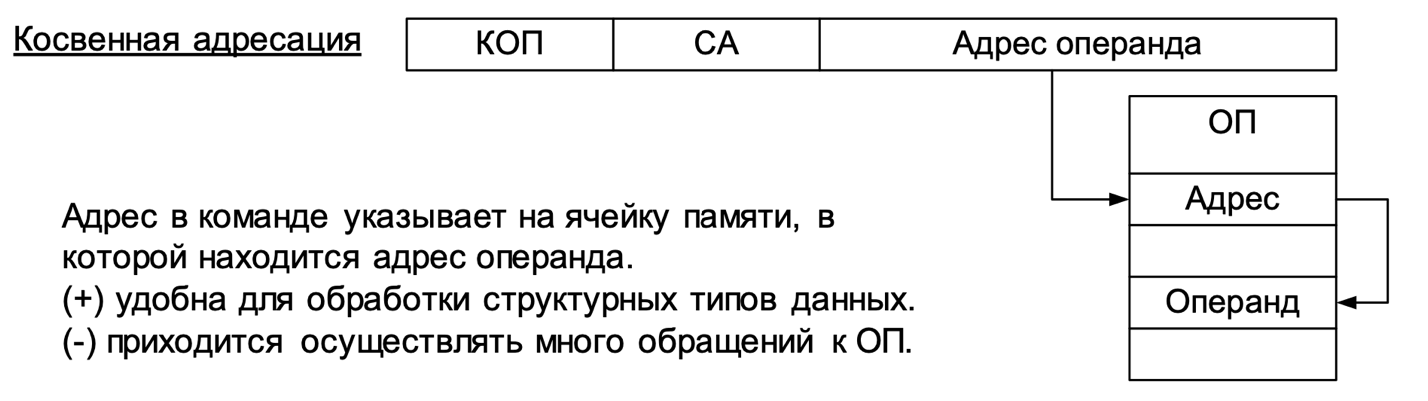 Косвенная адресация
КОП
СА
Адрес операнда
ОП
Адрес
Операнд
Адрес в команде указывает на ячейку памяти, в
которой находится адрес операнда.
(+) удобна для обработки структурных типов данных.
(-) приходится осуществлять много обращений к ОП.